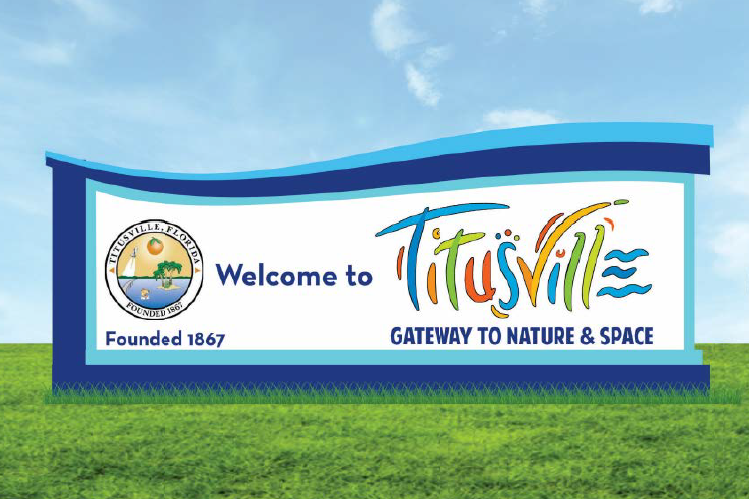 TITUSVILLE, FLORIDA
FOUNDED 1867
Welcome to
Titusville
Founded 1867
GATEWAY TO NATURE & SPACE